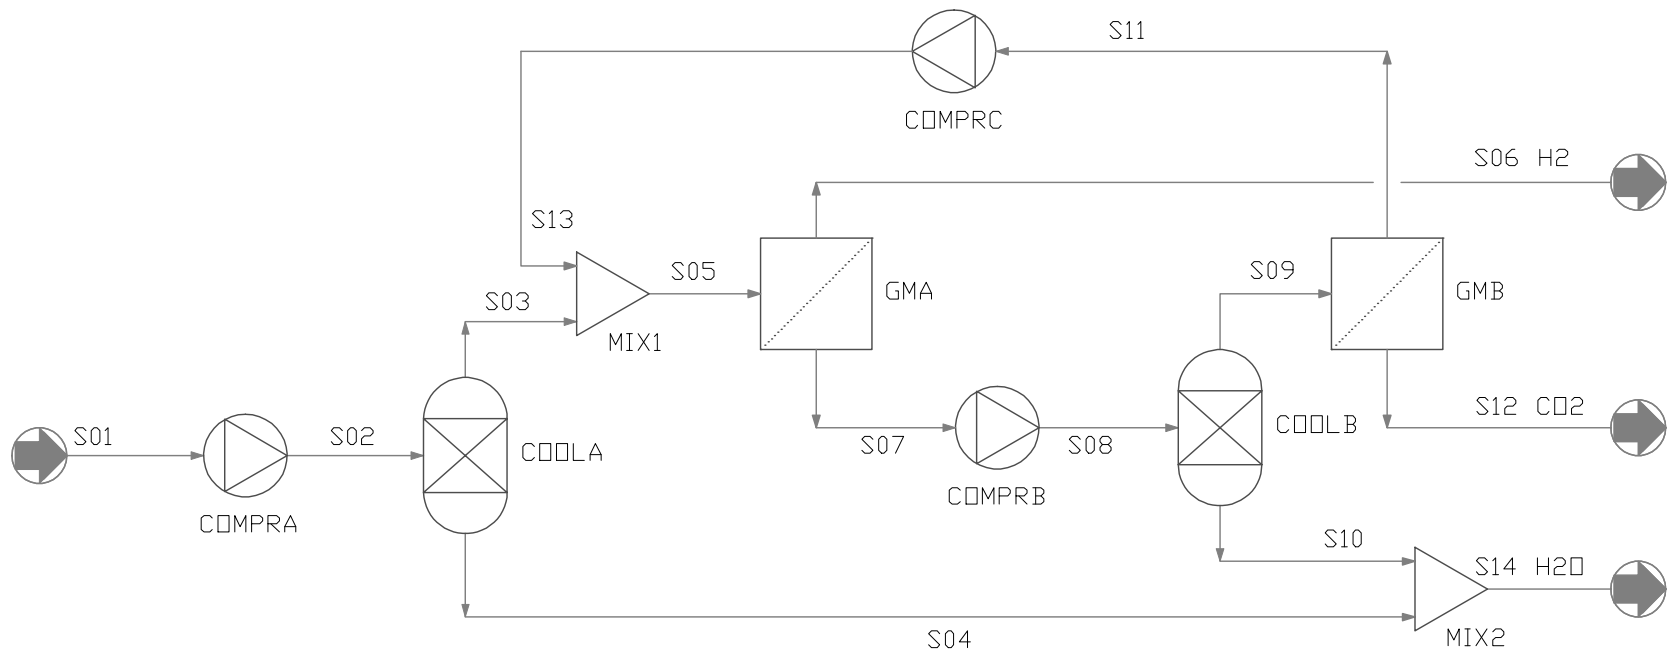 S11
COMPRC
S06 H2
S13
S05
S09
GMA
GMB
S03
MIX1
S12 CO2
S01
S02
COOLA
S07
S08
COOLB
COMPRB
COMPRA
S10
S14 H2O
S04
MIX2